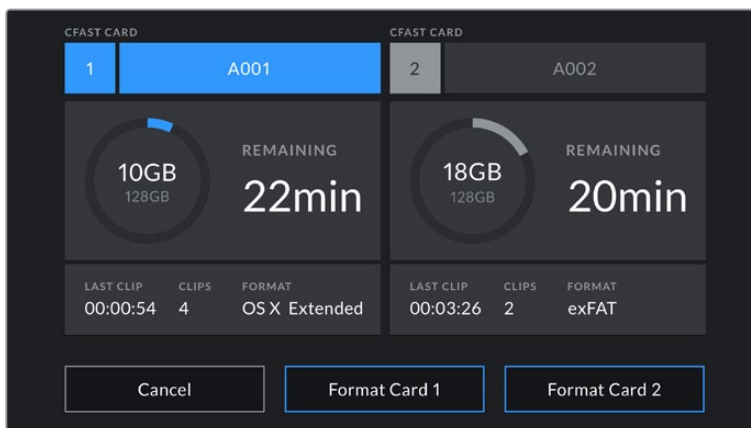 CFAST CARD
1 A001
10GB
128GB
REMAINING
22min
LAST CLIP CLIPS FORMAT
00:00:54 4 OS X Extended
CFAST CARD
2 A002
18GB
128GB
REMAINING
20min
LAST CLIP CLIPS FORMAT
00:03:26 2 exFAT
Cancel Format Card 1 Format Card 2